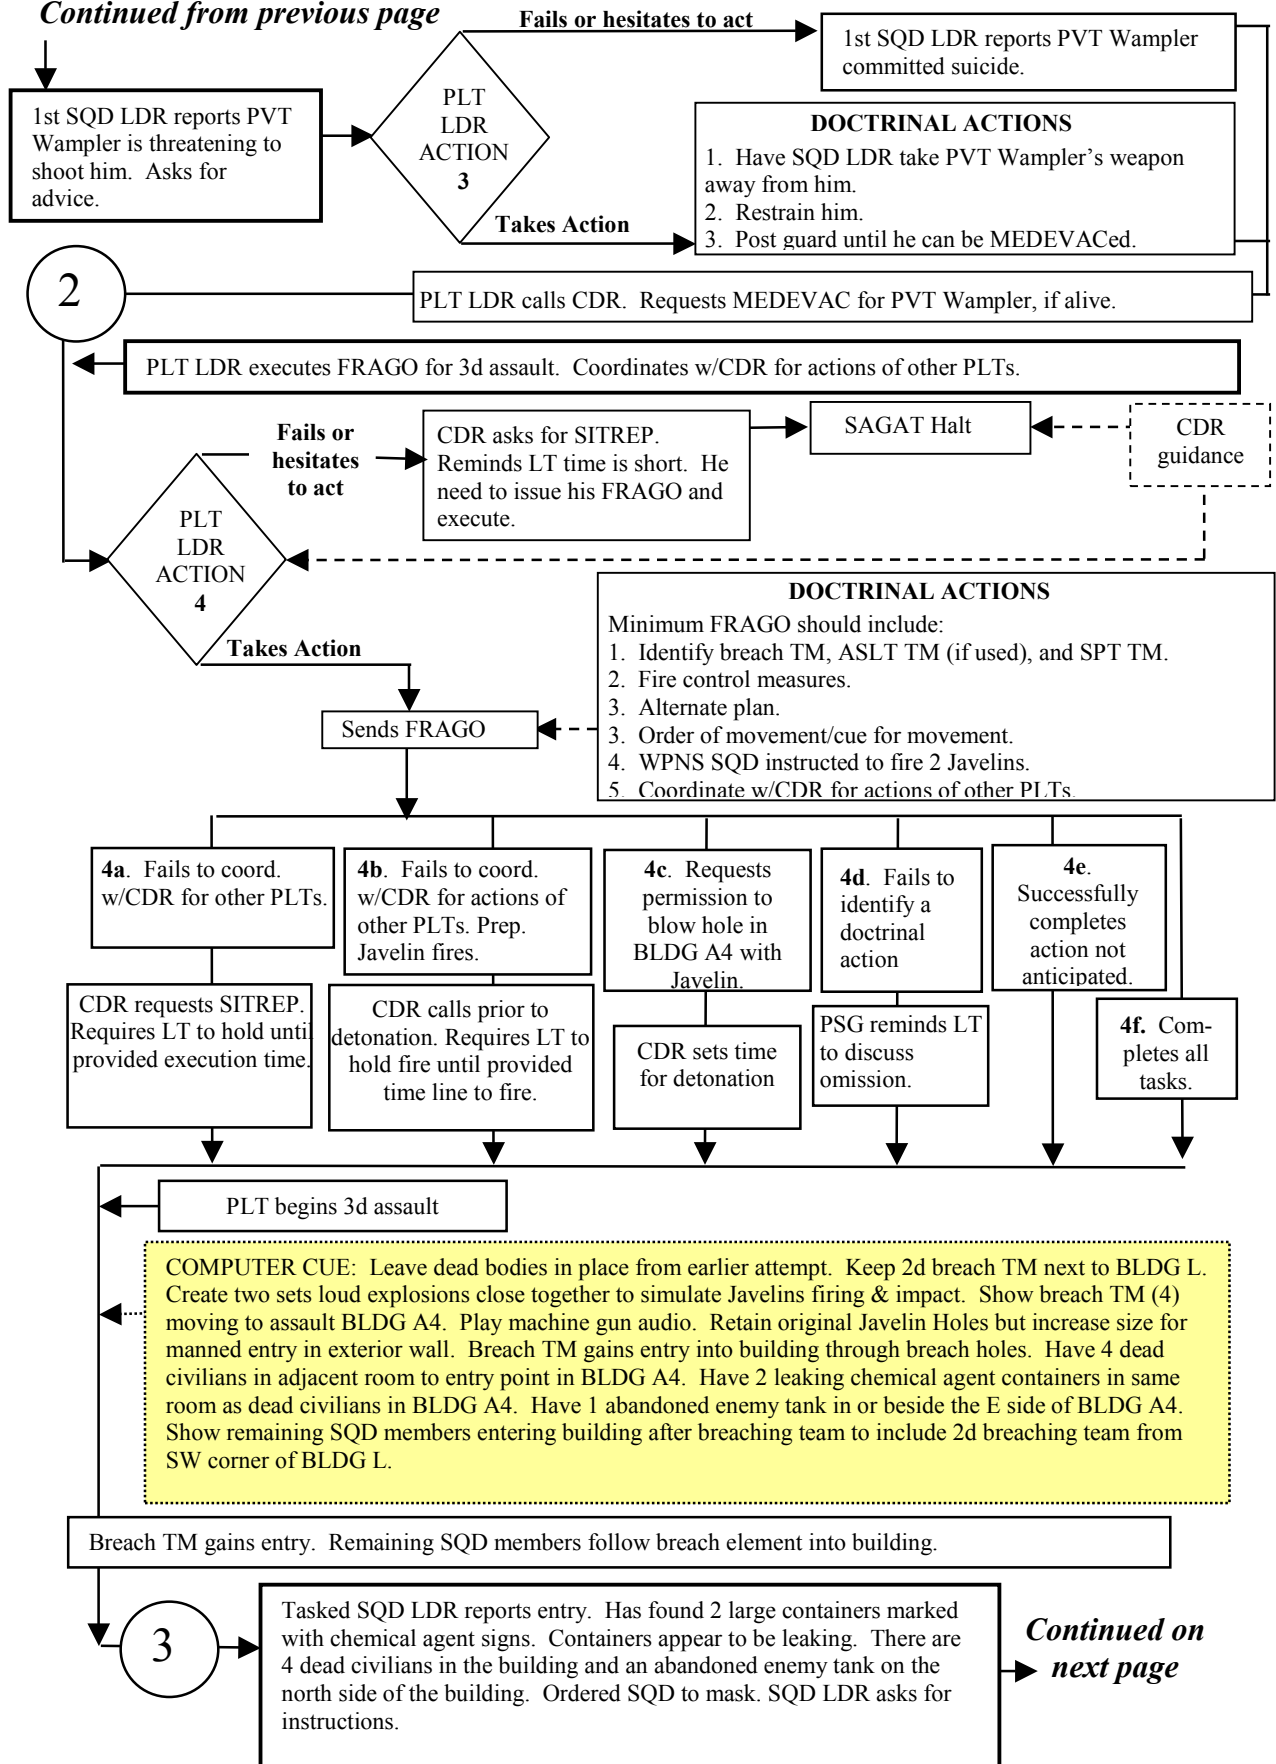 Continued from previous page
Fails or hesitates to act
1st SQD LDR reports PVT Wampler
committed suicide.
1st SQD LDR reports PVT
Wampler is threatening to
shoot him.  Asks for
advice.
PLT
LDR
ACTION
3
DOCTRINAL ACTIONS
1.  Have SQD LDR take PVT Wampler’s weapon
away from him.
2.  Restrain him.
3.  Post guard until he can be MEDEVACed.
Takes Action
2
PLT LDR calls CDR.  Requests MEDEVAC for PVT Wampler, if alive.
PLT LDR executes FRAGO for 3d assault.  Coordinates w/CDR for actions of other PLTs.
Fails or
hesitates
to act
CDR asks for SITREP.
Reminds LT time is short.  He
need to issue his FRAGO and
execute.
SAGAT Halt
CDR
guidance
PLT
LDR
ACTION
4
Takes Action
DOCTRINAL ACTIONS
Minimum FRAGO should include:
1.  Identify breach TM, ASLT TM (if used), and SPT TM.
2.  Fire control measures.
3.  Alternate plan.
3.  Order of movement/cue for movement.
4.  WPNS SQD instructed to fire 2 Javelins.
5.  Coordinate w/CDR for actions of other PLTs.
Sends FRAGO
4a.  Fails to coord.
w/CDR for other PLTs.
4b.  Fails to coord.
w/CDR for actions of
other PLTs. Prep.
Javelin fires.
4c.  Requests
permission to
blow hole in
BLDG A4 with
Javelin.
4d.  Fails to
identify a
doctrinal
action
4e.
Successfully
completes
action not
anticipated.
4f.  Com-
pletes all
tasks.
CDR requests SITREP.
Requires LT to hold until
provided execution time.
CDR calls prior to
detonation. Requires LT to
hold fire until provided
time line to fire.
CDR sets time
for detonation
PSG reminds LT
to discuss
omission.
PLT begins 3d assault
COMPUTER CUE:  Leave dead bodies in place from earlier attempt.  Keep 2d breach TM next to BLDG L.
Create two sets loud explosions close together to simulate Javelins firing & impact.  Show breach TM (4)
moving to assault BLDG A4.  Play machine gun audio.  Retain original Javelin Holes but increase size for
manned entry in exterior wall.  Breach TM gains entry into building through breach holes.  Have 4 dead
civilians in adjacent room to entry point in BLDG A4.  Have 2 leaking chemical agent containers in same
room as dead civilians in BLDG A4.  Have 1 abandoned enemy tank in or beside the E side of BLDG A4.
Show remaining SQD members entering building after breaching team to include 2d breaching team from
SW corner of BLDG L.
Breach TM gains entry.  Remaining SQD members follow breach element into building.
3
Tasked SQD LDR reports entry.  Has found 2 large containers marked
with chemical agent signs.  Containers appear to be leaking.  There are
4 dead civilians in the building and an abandoned enemy tank on the
north side of the building.  Ordered SQD to mask. SQD LDR asks for
instructions.
Continued on
next page